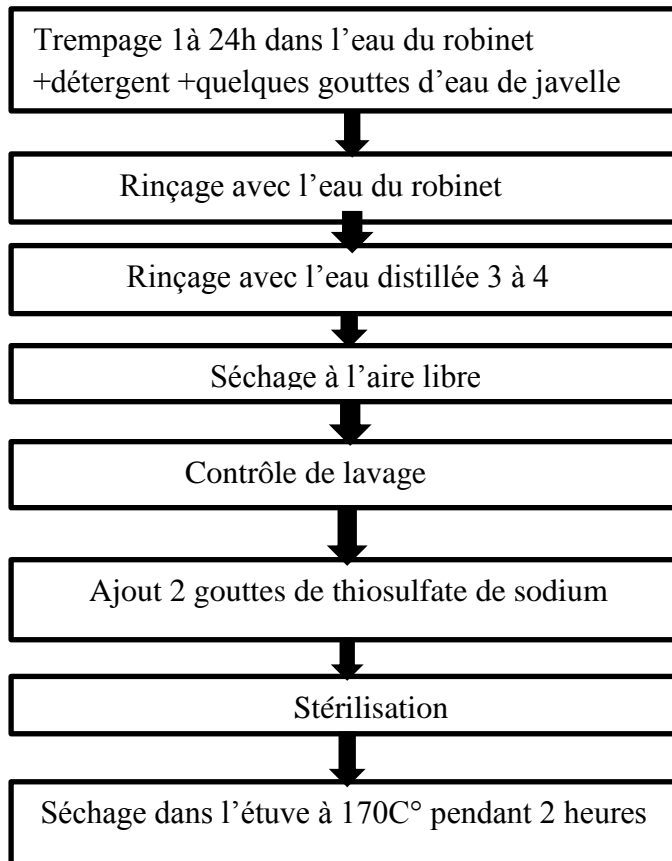 Trempage 1à 24h dans l’eau du robinet
+détergent +quelques gouttes d’eau de javelle
Rinçage avec l’eau du robinet
Rinçage avec l’eau distillée 3 à 4
Séchage à l’aire libre
Contrôle de lavage
Ajout 2 gouttes de thiosulfate de sodium
Stérilisation
Séchage dans l’étuve à 170C° pendant 2 heures